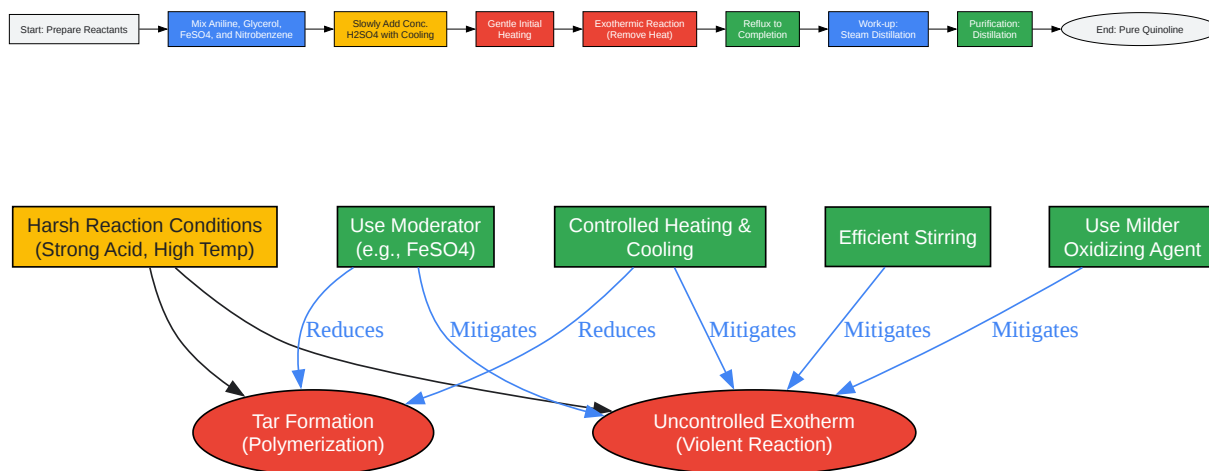 Start: Prepare Reactants
Mix Aniline, Glycerol,
FeSO4, and Nitrobenzene
Slowly Add Conc.
H2SO4 with Cooling
Gentle Initial
Heating
Exothermic Reaction
(Remove Heat)
Reflux to
Completion
Work-up:
Steam Distillation
Purification:
Distillation
End: Pure Quinoline
Harsh Reaction Conditions
(Strong Acid, High Temp)
Use Moderator
(e.g., FeSO4)
Controlled Heating &
Cooling
Efficient Stirring
Use Milder
Oxidizing Agent
Reduces
Mitigates
Reduces
Mitigates
Mitigates
Mitigates
Tar Formation
(Polymerization)
Uncontrolled Exotherm
(Violent Reaction)